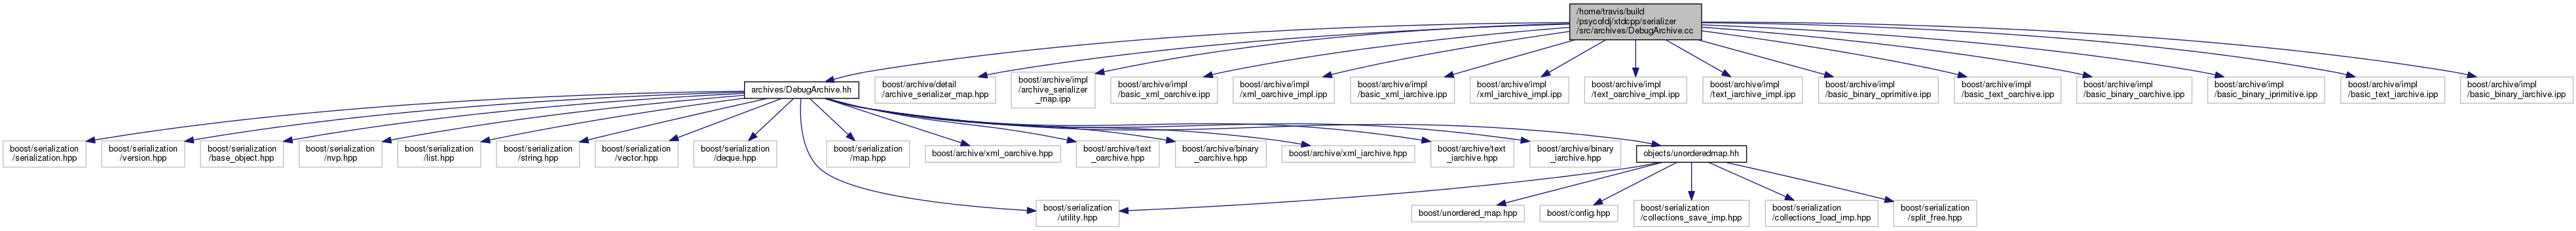 /home/travis/build
/psycofdj/xtdcpp/serializer
/src/archives/DebugArchive.cc
archives/DebugArchive.hh
boost/archive/detail
/archive_serializer_map.hpp
boost/archive/impl
/archive_serializer
_map.ipp
boost/archive/impl
/basic_xml_oarchive.ipp
boost/archive/impl
/xml_oarchive_impl.ipp
boost/archive/impl
/basic_xml_iarchive.ipp
boost/archive/impl
/xml_iarchive_impl.ipp
boost/archive/impl
/text_oarchive_impl.ipp
boost/archive/impl
/text_iarchive_impl.ipp
boost/archive/impl
/basic_binary_oprimitive.ipp
boost/archive/impl
/basic_text_oarchive.ipp
boost/archive/impl
/basic_binary_oarchive.ipp
boost/archive/impl
/basic_binary_iprimitive.ipp
boost/archive/impl
/basic_text_iarchive.ipp
boost/archive/impl
/basic_binary_iarchive.ipp
boost/serialization
/serialization.hpp
boost/serialization
/version.hpp
boost/serialization
/base_object.hpp
boost/serialization
/nvp.hpp
boost/serialization
/list.hpp
boost/serialization
/string.hpp
boost/serialization
/vector.hpp
boost/serialization
/deque.hpp
boost/serialization
/map.hpp
boost/archive/xml_oarchive.hpp
boost/archive/text
_oarchive.hpp
boost/archive/binary
_oarchive.hpp
boost/archive/xml_iarchive.hpp
boost/archive/text
_iarchive.hpp
boost/archive/binary
_iarchive.hpp
objects/unorderedmap.hh
boost/serialization
/utility.hpp
boost/unordered_map.hpp
boost/config.hpp
boost/serialization
/collections_save_imp.hpp
boost/serialization
/collections_load_imp.hpp
boost/serialization
/split_free.hpp